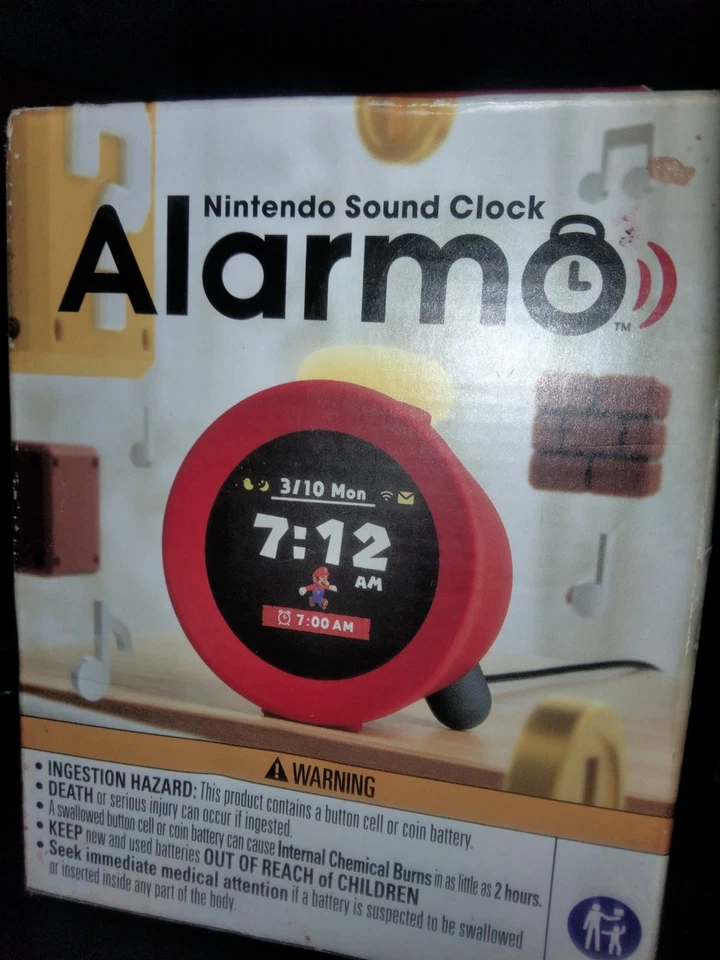 Nintendo Sound Clock
Alarmo™
3/10 Mon
7:12
AM
7:00 AM
⚠ WARNING
• INGESTION HAZARD: This product contains a button cell or coin battery.
• DEATH or serious injury can occur if ingested.
• A swallowed button cell or coin battery can cause Internal Chemical Burns in as little as 2 hours.
• KEEP new and used batteries OUT OF REACH of CHILDREN
• Seek immediate medical attention if a battery is suspected to be swallowed
or inserted inside any part of the body.